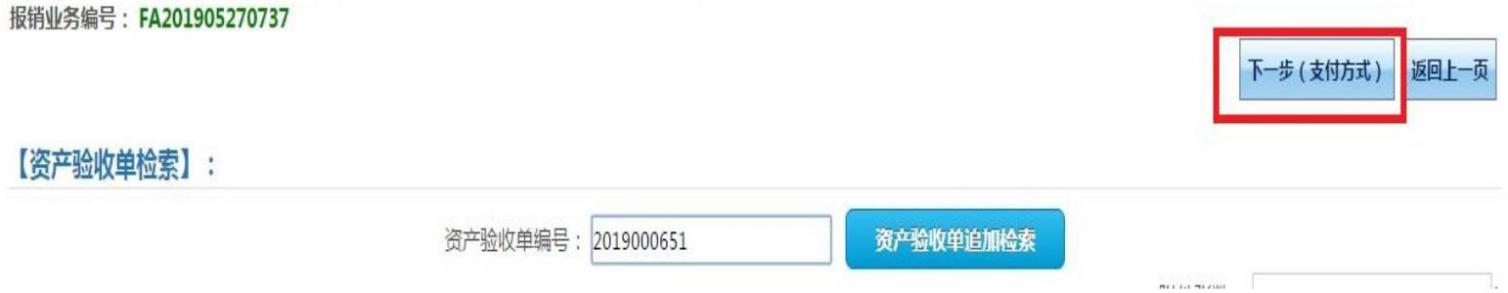 报销业务编号：FA201905270737
下一步（支付方式） 返回上一页
【资产验收单检索】：
资产验收单编号：2019000651 资产验收单追加检索